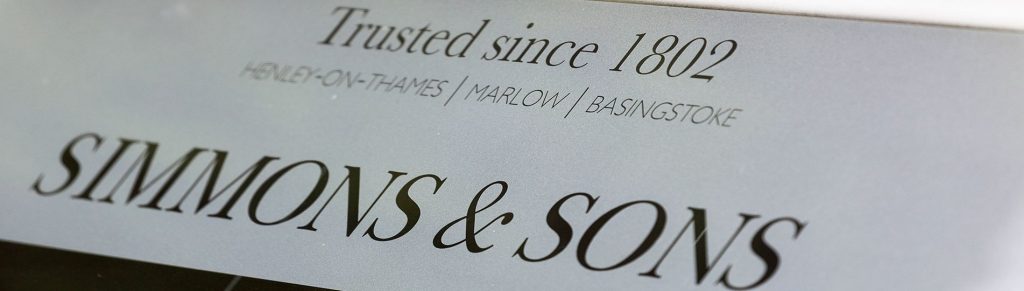 Trusted since 1802
HENLEY-ON-THAMES / MARLOW / BASINGSTOKE
SIMMONS & SONS